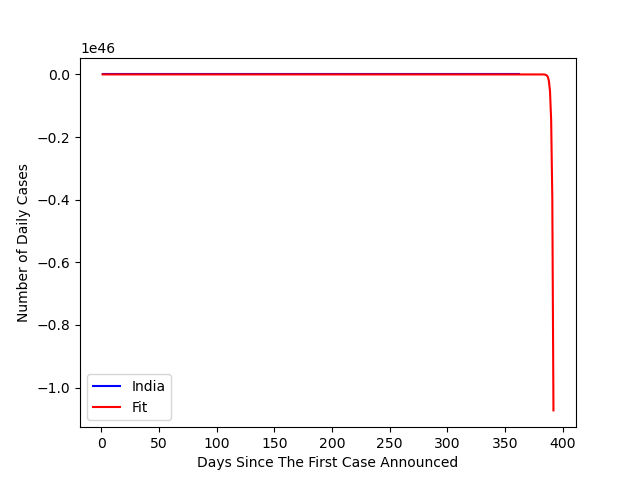 1e46
0.0
−0.2
−0.4
−0.6
−0.8
−1.0
Number of Daily Cases
India
Fit
0 50 100 150 200 250 300 350 400
Days Since The First Case Announced